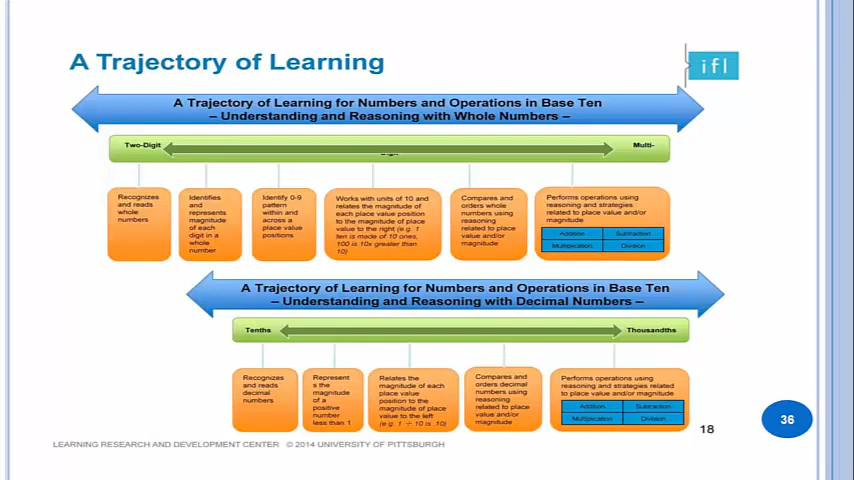 A Trajectory of Learning
ifl
A Trajectory of Learning for Numbers and Operations in Base Ten
– Understanding and Reasoning with Whole Numbers –
Two-Digit
Multi-
Digit
Recognizes
and reads
whole
numbers
Identifies
and
represents
magnitude
of each
digit in a
whole
number
Identify 0-9
pattern
within and
across a
place value
positions
Works with units of 10 and
relates the magnitude of
each place value position
to the magnitude of place
value to the right (e.g. 1
ten is made of 10 ones,
100 is 10x greater than
10)
Compares and
orders whole
numbers using
reasoning
related to place
value and/or
magnitude
Performs operations using
reasoning and strategies
related to place value and/or
magnitude
Addition
Subtraction
Multiplication
Division
A Trajectory of Learning for Numbers and Operations in Base Ten
– Understanding and Reasoning with Decimal Numbers –
Tenths
Thousandths
Recognizes
and reads
decimal
numbers
Represent
s the
magnitude
of a
positive
number
less than 1
Relates the
magnitude of each
place value
position to the
magnitude of place
value to the left
(e.g. 1 ÷ 10 is .10)
Compares and
orders decimal
numbers using
reasoning
related to place
value and/or
magnitude
Performs operations using
reasoning and strategies related
to place value and/or magnitude
Addition
Subtraction
Multiplication
Division
18
36
LEARNING RESEARCH AND DEVELOPMENT CENTER © 2014 UNIVERSITY OF PITTSBURGH